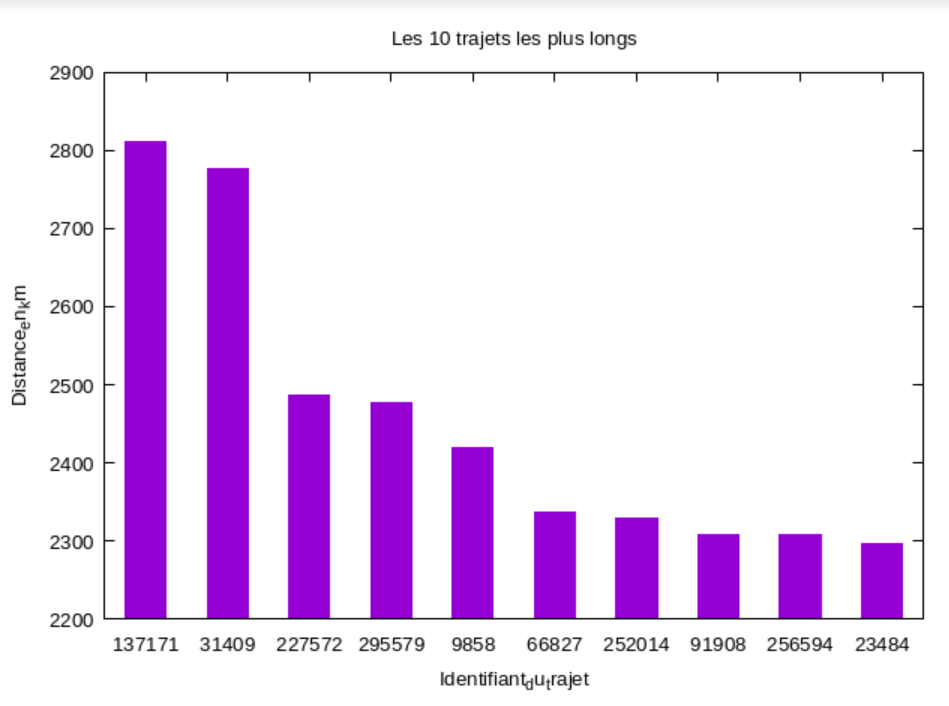 Les 10 trajets les plus longs
2900
2800
2700
2600
2500
2400
2300
2200
Distanceₑnₖm
137171 31409 227572 295579 9858 66827 252014 91908 256594 23484
Identifiant_du_trajet